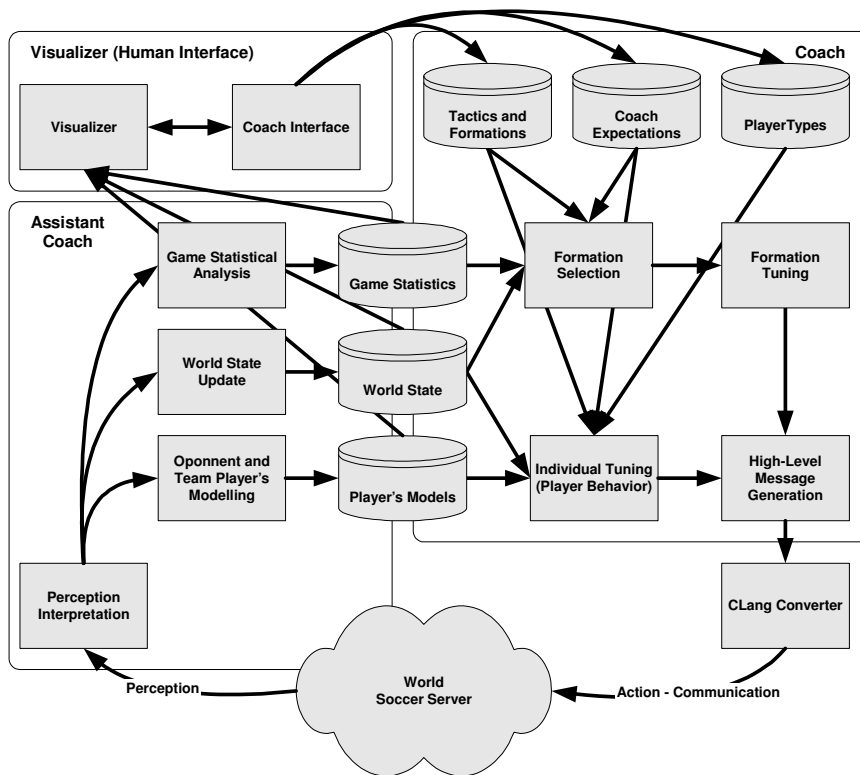 Visualizer (Human Interface)
Coach
Visualizer
Coach Interface
Tactics and
Formations
Coach
Expectations
PlayerTypes
Assistant
Coach
Game Statistical
Analysis
Game Statistics
Formation
Selection
Formation
Tuning
World State
Update
World State
Oponnent and
Team Player's
Modelling
Player's Models
Individual Tuning
(Player Behavior)
High-Level
Message
Generation
Perception
Interpretation
CLang Converter
World
Soccer Server
Perception
Action - Communication